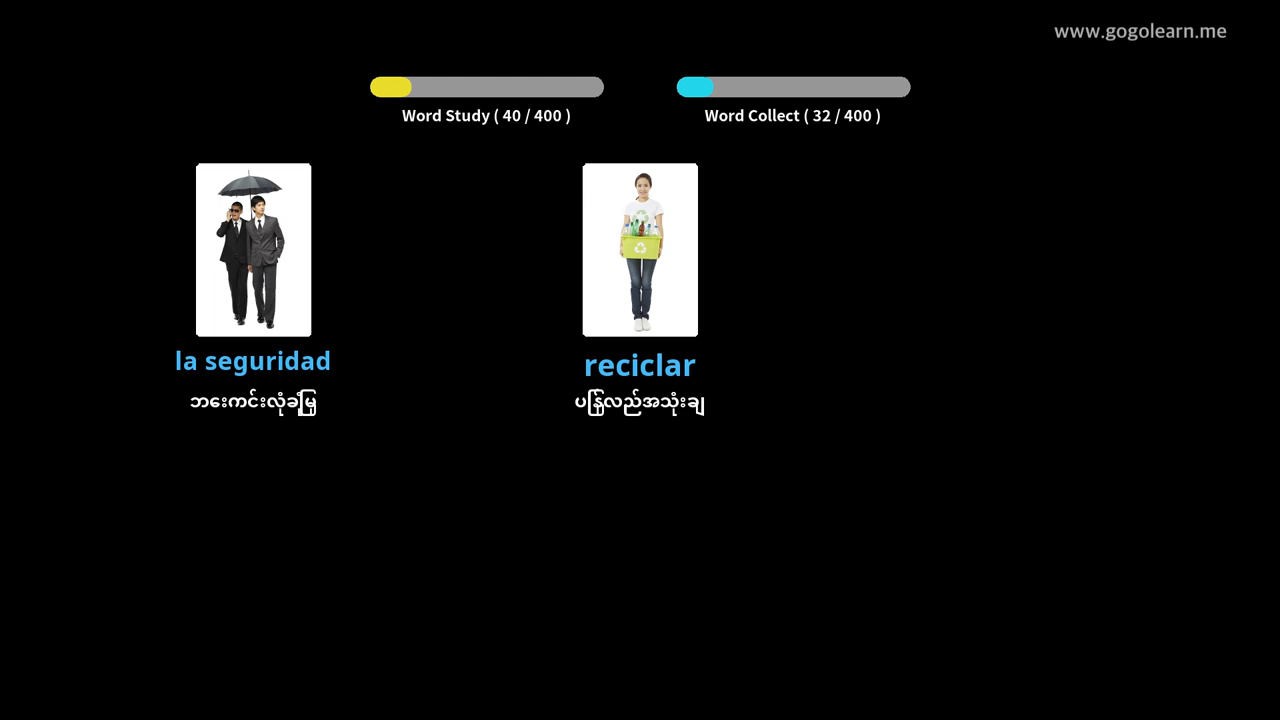 www.gogolearn.me
Word Study ( 40 / 400 )
Word Collect ( 32 / 400 )
la seguridad
ဘေးကင်းလုံခြုံမှု
reciclar
ပြန်လည်အသုံးချ